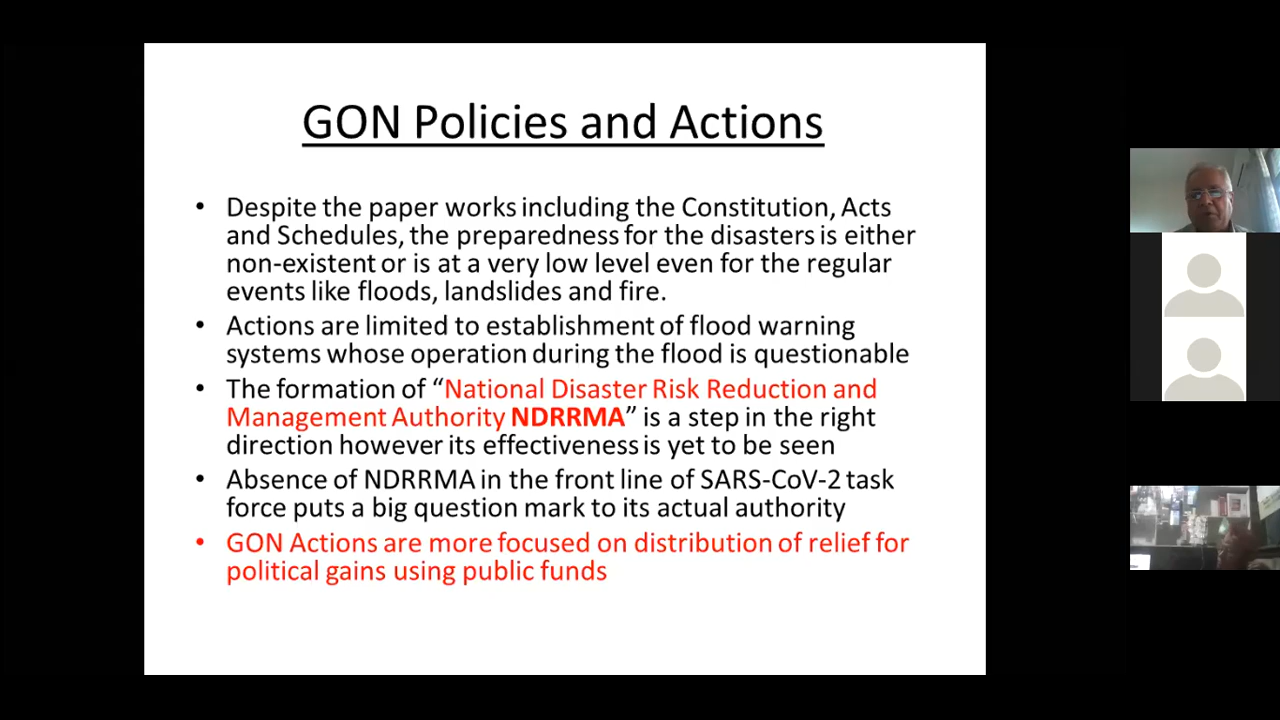 GON Policies and Actions
• Despite the paper works including the Constitution, Acts
and Schedules, the preparedness for the disasters is either
non-existent or is at a very low level even for the regular
events like floods, landslides and fire.
• Actions are limited to establishment of flood warning
systems whose operation during the flood is questionable
• The formation of “National Disaster Risk Reduction and
Management Authority NDRRMA” is a step in the right
direction however its effectiveness is yet to be seen
• Absence of NDRRMA in the front line of SARS-CoV-2 task
force puts a big question mark to its actual authority
• GON Actions are more focused on distribution of relief for
political gains using public funds